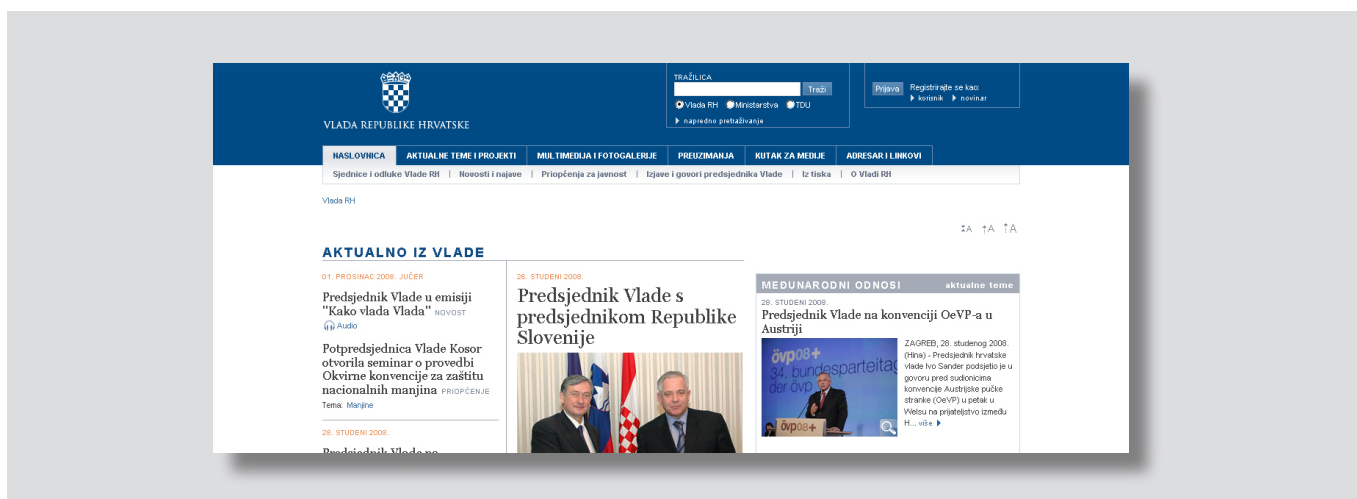 VLADA REPUBLIKE HRVATSKE
TRAŽILICA
Traži
Vlada RH Ministarstva TDU
napredno pretraživanje
Prijava
Registrirajte se kao:
korisnik novinar
NASLOVNICA AKTUALNE TEME I PROJEKTI MULTIMEDIJA I FOTOGALERIJE PREUZIMANJA KUTAK ZA MEDIJE ADRESAR I LINKOVI
Sjednice i odluke Vlade RH | Novosti i najave | Priopćenja za javnost | Izjave i govori predsjednika Vlade | Iz tiska | O Vladi RH
Vlada RH
A A A
AKTUALNO IZ VLADE
01. PROSINAC 2008. JUČER
Predsjednik Vlade u emisiji
"Kako vlada Vlada" NOVOST
Audio
Potpredsjednica Vlade Kosor
otvorila seminar o provedbi
Okvirne konvencije za zaštitu
nacionalnih manjina PRIOPĆENJE
Tema: Manjine
28. STUDENI 2008.
Predsjednik Vlade na
26. STUDENI 2008.
Predsjednik Vlade s
predsjednikom Republike
Slovenije
MEĐUNARODNI ODNOSI aktualne teme
28. STUDENI 2008.
Predsjednik Vlade na konvenciji OeVP-a u
Austriji
övp08+
34. bundesparteitag
der övp
övp08+
ZAGREB, 28. studenog 2008.
(Hina) - Predsjednik hrvatske
vlade Ivo Sander podsjetio je u
govoru pred sudionicima
konvencije Austrijske pučke
stranke (OeVP) u petak u
Welsu na prijateljstvo između
H... više